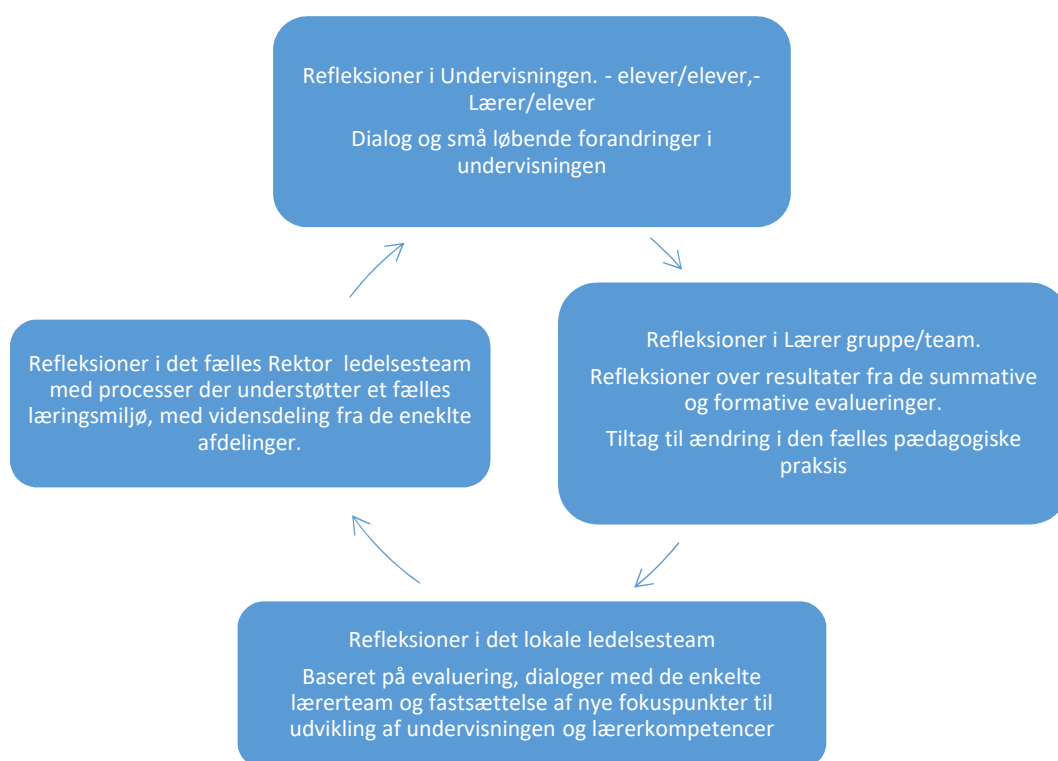 Refleksioner i Undervisningen. - elever/elever,-
Lærer/elever
Dialog og små løbende forandringer i
undervisningen
Refleksioner i Lærer gruppe/team.
Refleksioner over resultater fra de summative
og formative evalueringer.
Tiltag til ændring i den fælles pædagogiske
praksis
Refleksioner i det lokale ledelsesteam
Baseret på evaluering, dialoger med de enkelte
lærerteam og fastsættelse af nye fokuspunkter til
udvikling af undervisningen og lærerkompetencer
Refleksioner i det fælles Rektor  ledelsesteam
med processer der understøtter et fælles
læringsmiljø, med vidensdeling fra de eneklte
afdelinger.